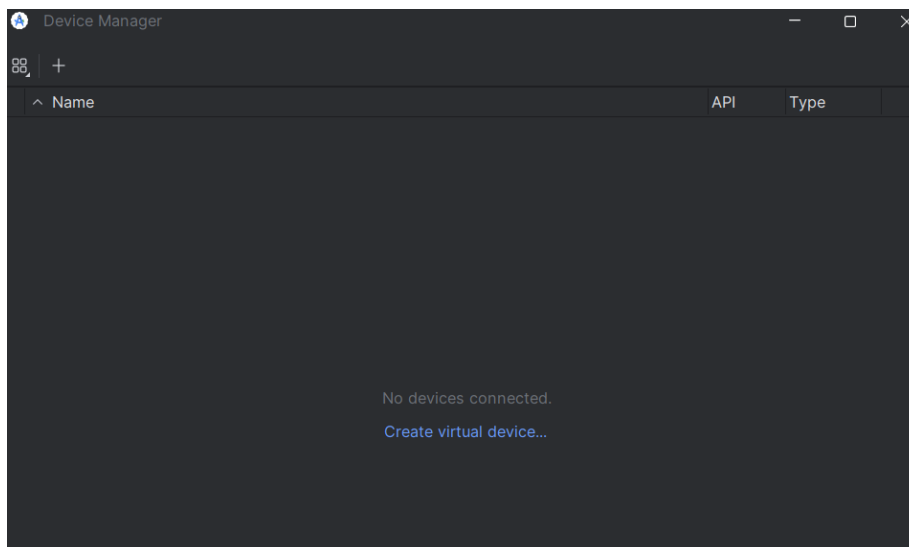 Device Manager
Name API Type
No devices connected.
Create virtual device...